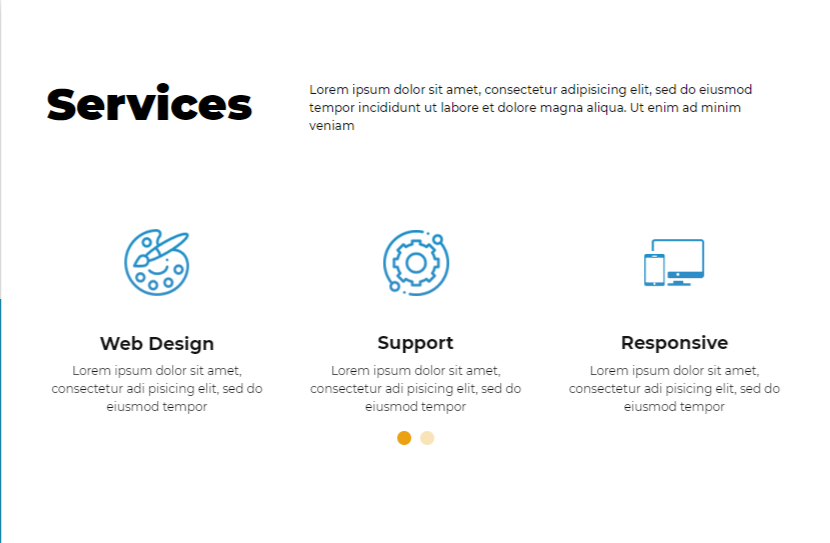 Services
Lorem ipsum dolor sit amet, consectetur adipisicing elit, sed do eiusmod
tempor incididunt ut labore et dolore magna aliqua. Ut enim ad minim
veniam
Web Design
Lorem ipsum dolor sit amet,
consectetur adi pisicing elit, sed do
eiusmod tempor
Support
Lorem ipsum dolor sit amet,
consectetur adi pisicing elit, sed do
eiusmod tempor
Responsive
Lorem ipsum dolor sit amet,
consectetur adi pisicing elit, sed do
eiusmod tempor